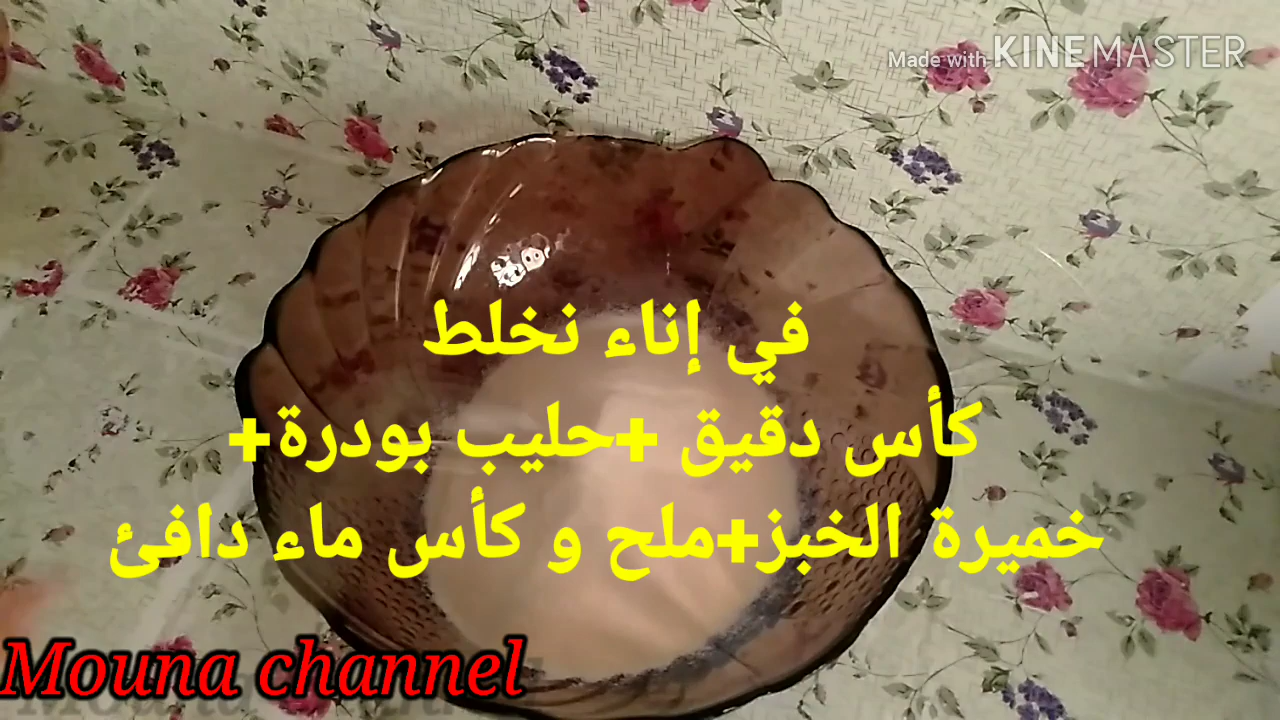 Made with KINEMASTER
في إناء نخلط
كأس دقيق +حليب بودرة+
خميرة الخبز+ملح و كأس ماء دافئ
Mouna channel